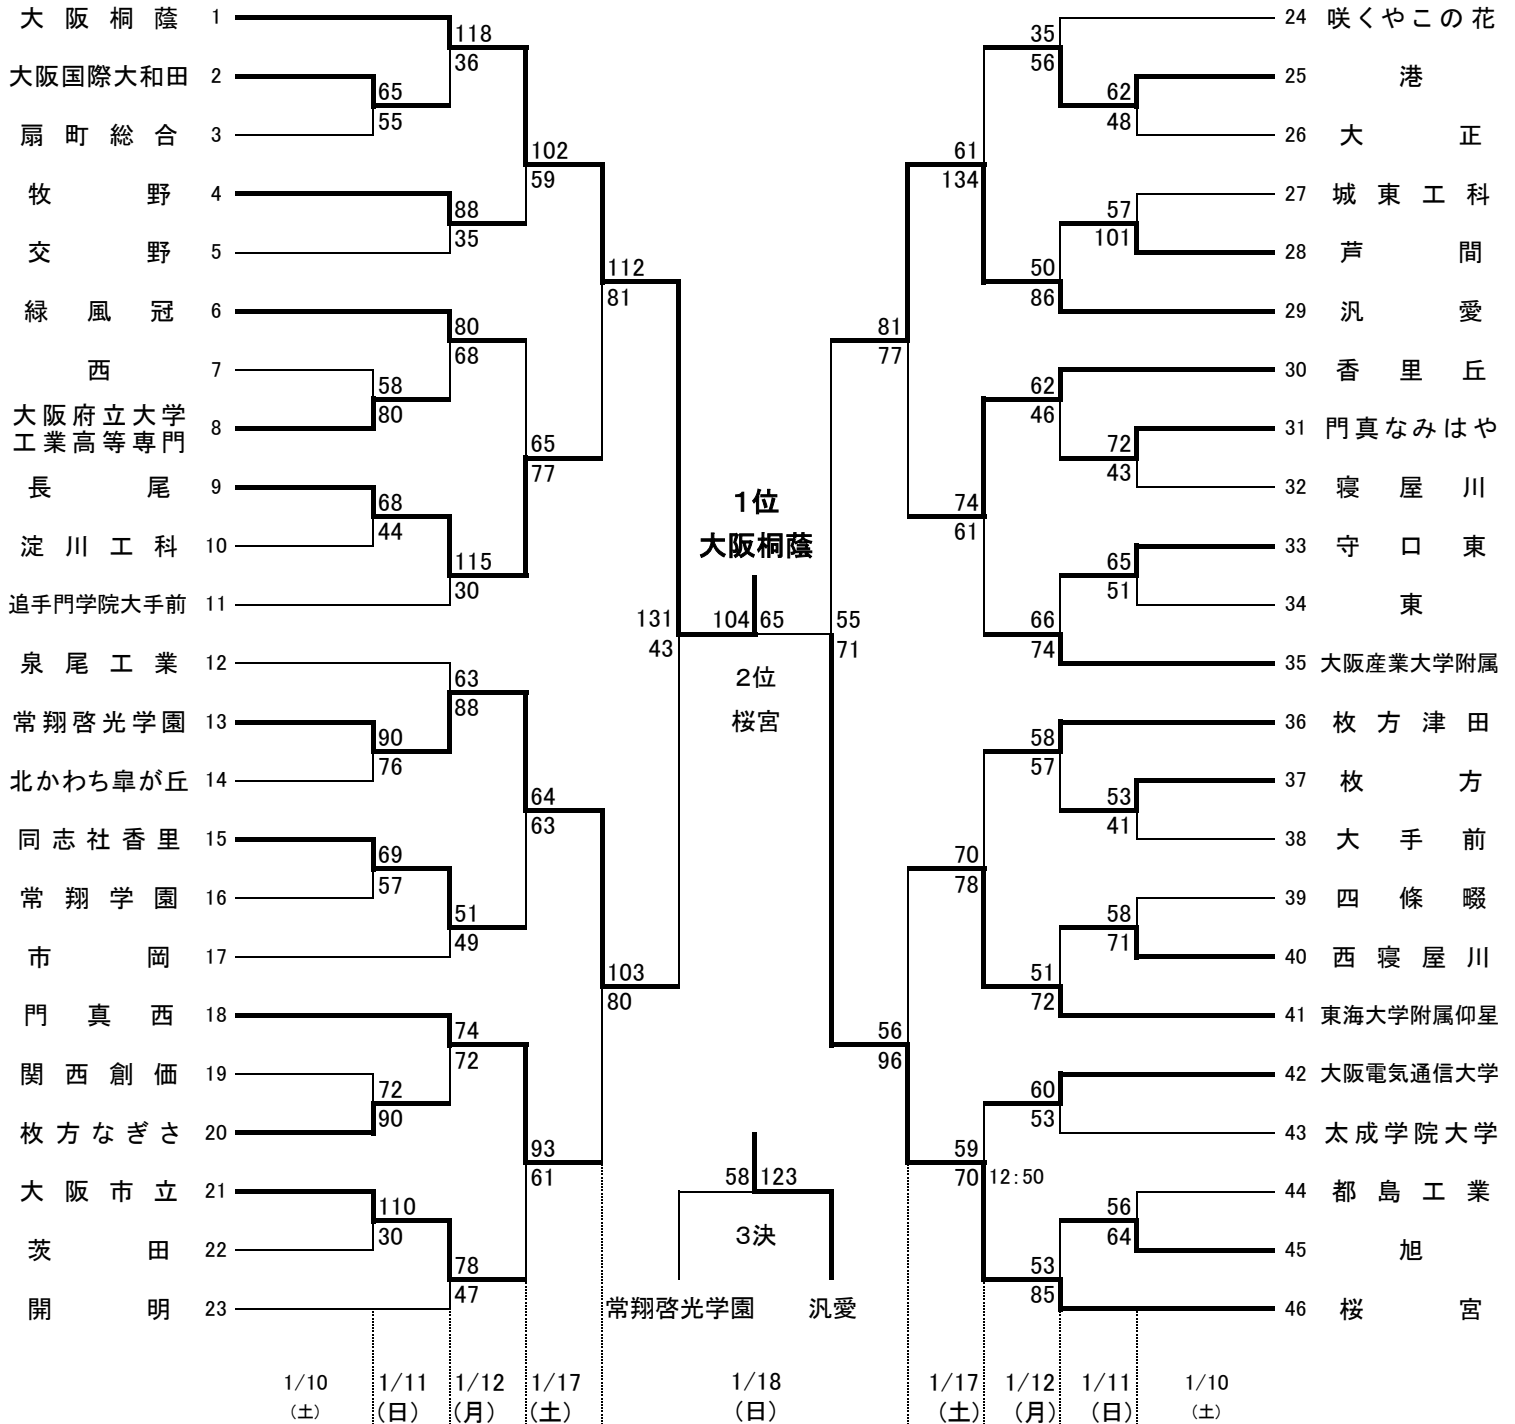 大阪桐蔭 1
大阪国際大和田 2
扇町総合 3
牧野 4
交野 5
緑風冠 6
西 7
大阪府立大学
工業高等専門 8
長尾 9
淀川工科 10
追手門学院大手前 11
泉尾工業 12
常翔啓光学園 13
北かわち皐が丘 14
同志社香里 15
常翔学園 16
市岡 17
門真西 18
関西創価 19
枚方なぎさ 20
大阪市立 21
茨田 22
開明 23
65
55
58
80
68
44
90
76
69
57
72
90
110
30
118
36
88
35
80
68
115
30
63
88
51
49
74
72
78
47
102
59
65
77
64
63
93
61
112
81
103
80
131
43
1位
大阪桐蔭
104 65
2位
桜宮
58 123
3決
常翔啓光学園 汎愛
55
71
81
77
56
96
61
134
74
61
70
78
59
70 12:50
35
56
50
86
62
46
66
74
58
57
51
72
60
53
53
85
62
48
57
101
72
43
65
51
53
41
58
71
56
64
24 咲くやこの花
25 港
26 大正
27 城東工科
28 芦間
29 汎愛
30 香里丘
31 門真なみはや
32 寝屋川
33 守口東
34 東
35 大阪産業大学附属
36 枚方津田
37 枚方
38 大手前
39 四條畷
40 西寝屋川
41 東海大学附属仰星
42 大阪電気通信大学
43 太成学院大学
44 都島工業
45 旭
46 桜宮
1/10 1/11 1/12 1/17 1/18 1/17 1/12 1/11 1/10
(土) (日) (月) (土) (日) (土) (月) (日) (土)